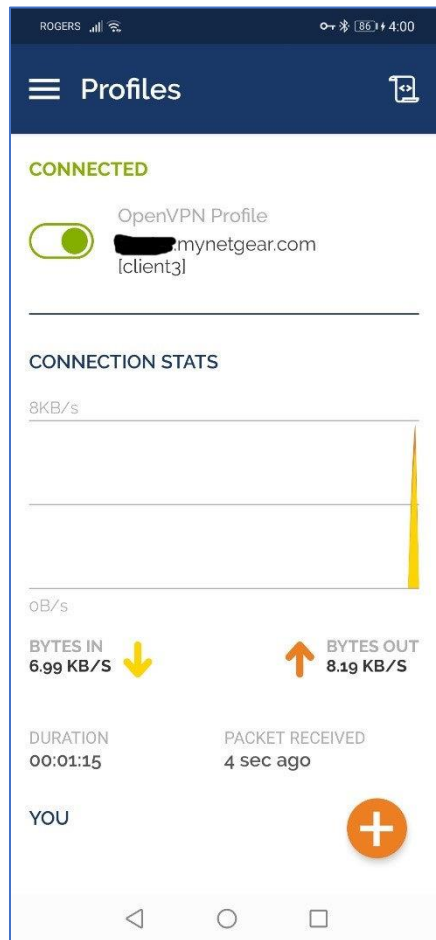 ROGERS 86 4:00
Profiles
CONNECTED
OpenVPN Profile
.mynetgear.com
[client3]
CONNECTION STATS
8KB/s
0B/s
BYTES IN BYTES OUT
6.99 KB/S 8.19 KB/S
DURATION PACKET RECEIVED
00:01:15 4 sec ago
YOU